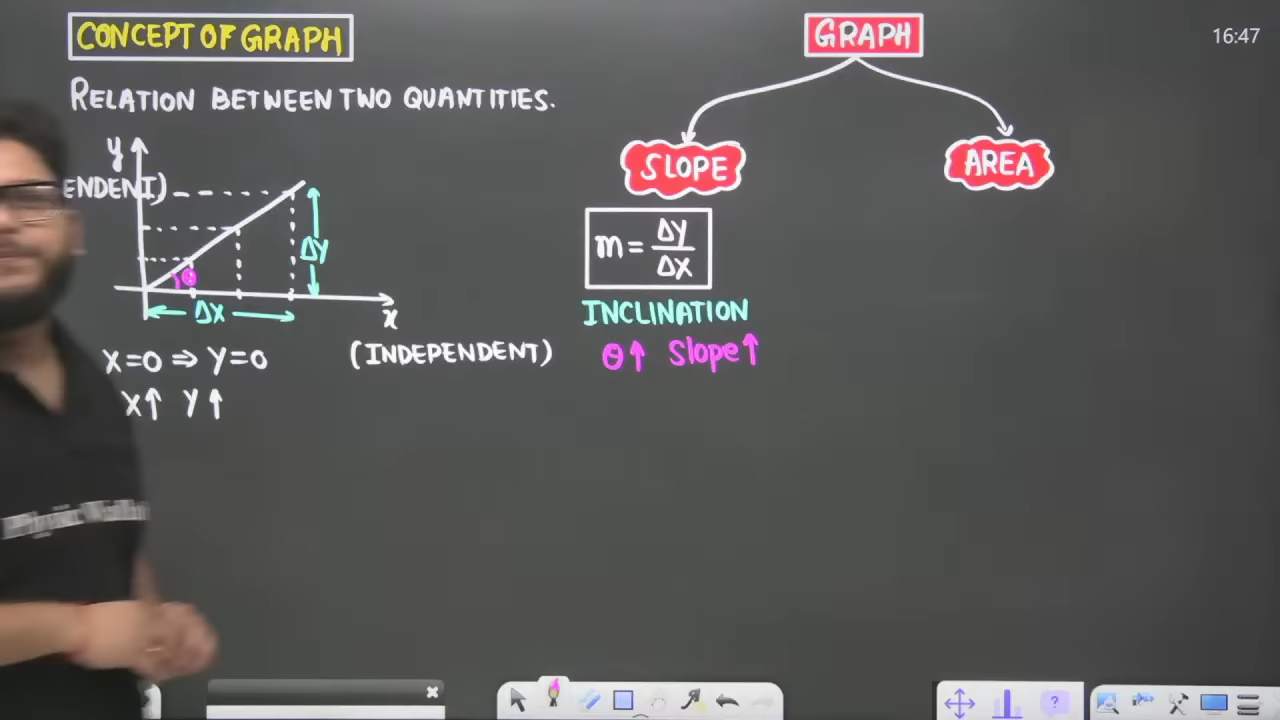 CONCEPT OF GRAPH
GRAPH
16:47
RELATION BETWEEN TWO QUANTITIES.
y
ENDENT)
SLOPE
AREA
m = ΔY/ΔX
ΔY
θ
ΔX
x
INCLINATION
X=0 ⇒ Y=0
(INDEPENDENT)
θ↑ Slope↑
X↑ Y↑
?